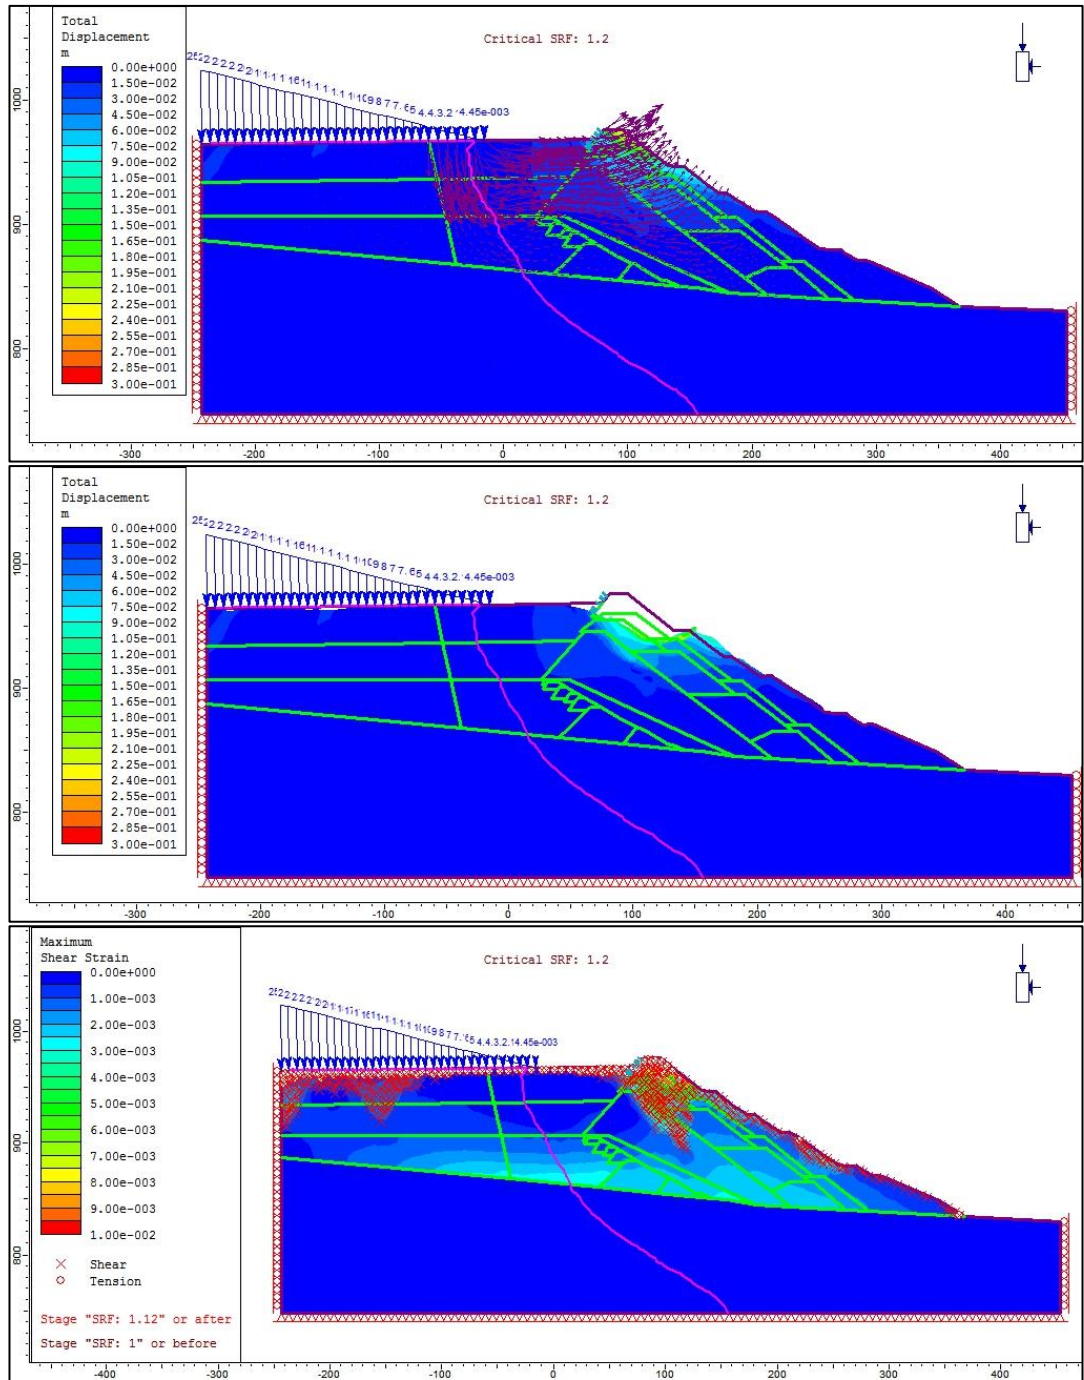 Total
Displacement
m
0.00e+000
1.50e-002
3.00e-002
4.50e-002
6.00e-002
7.50e-002
9.00e-002
1.05e-001
1.20e-001
1.35e-001
1.50e-001
1.65e-001
1.80e-001
1.95e-001
2.10e-001
2.25e-001
2.40e-001
2.55e-001
2.70e-001
2.85e-001
3.00e-001
Critical SRF: 1.2
4.45e-003
1000
900
800
-300 -200 -100 0 100 200 300 400
Total
Displacement
m
0.00e+000
1.50e-002
3.00e-002
4.50e-002
6.00e-002
7.50e-002
9.00e-002
1.05e-001
1.20e-001
1.35e-001
1.50e-001
1.65e-001
1.80e-001
1.95e-001
2.10e-001
2.25e-001
2.40e-001
2.55e-001
2.70e-001
2.85e-001
3.00e-001
Critical SRF: 1.2
4.45e-003
1000
900
800
-300 -200 -100 0 100 200 300 400
Maximum
Shear Strain
0.00e+000
1.00e-003
2.00e-003
3.00e-003
4.00e-003
5.00e-003
6.00e-003
7.00e-003
8.00e-003
9.00e-003
1.00e-002
Shear
Tension
Stage "SRF: 1.12" or after
Stage "SRF: 1" or before
Critical SRF: 1.2
4.45e-003
1000
900
800
-400 -300 -200 -100 0 100 200 300 400